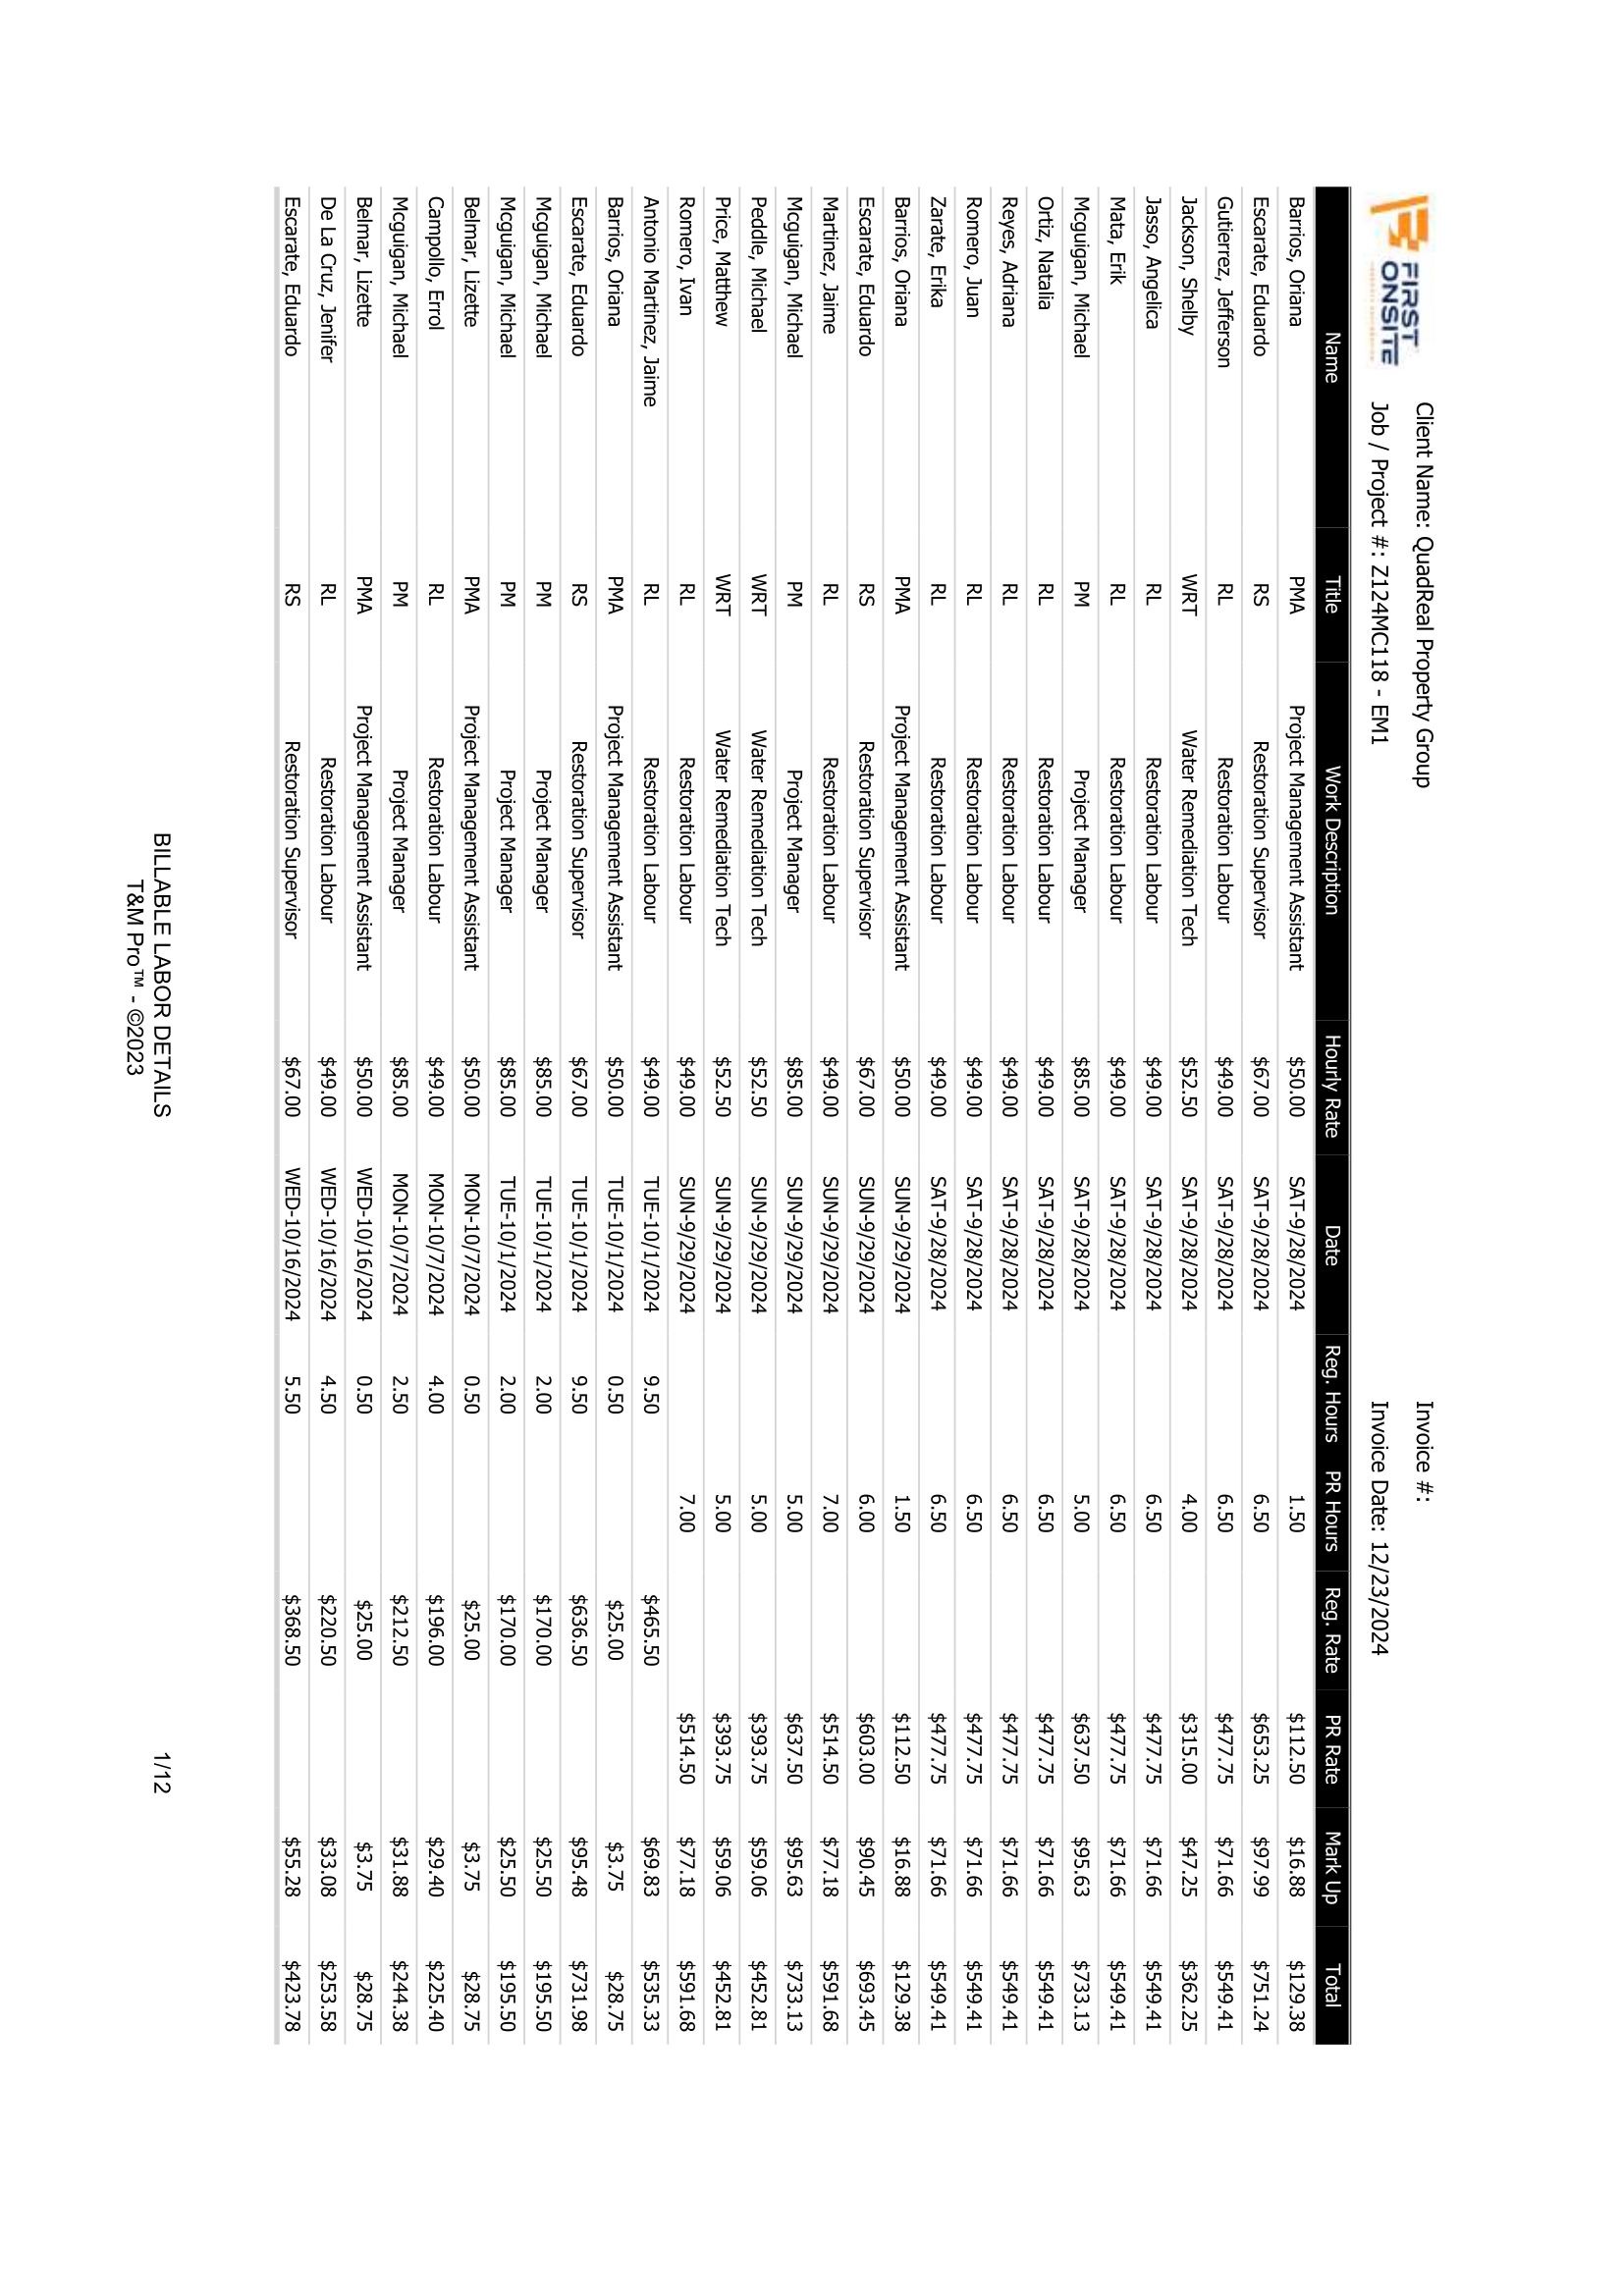 FIRST
ONSITE
Client Name: QuadReal Property Group
Invoice #:
Job / Project #: Z124MC118 - EM1
Invoice Date: 12/23/2024
Name Title Work Description Hourly Rate Date Reg. Hours PR Hours Reg. Rate PR Rate Mark Up Total
Barrios, Oriana PMA Project Management Assistant $50.00 SAT-9/28/2024 1.50 $112.50 $16.88 $129.38
Escarate, Eduardo RS Restoration Supervisor $67.00 SAT-9/28/2024 6.50 $653.25 $97.99 $751.24
Gutierrez, Jefferson RL Restoration Labour $49.00 SAT-9/28/2024 6.50 $477.75 $71.66 $549.41
Jackson, Shelby WRT Water Remediation Tech $52.50 SAT-9/28/2024 4.00 $315.00 $47.25 $362.25
Jasso, Angelica RL Restoration Labour $49.00 SAT-9/28/2024 6.50 $477.75 $71.66 $549.41
Mata, Erik RL Restoration Labour $49.00 SAT-9/28/2024 6.50 $477.75 $71.66 $549.41
Mcguigan, Michael PM Project Manager $85.00 SAT-9/28/2024 5.00 $637.50 $95.63 $733.13
Ortiz, Natalia RL Restoration Labour $49.00 SAT-9/28/2024 6.50 $477.75 $71.66 $549.41
Reyes, Adriana RL Restoration Labour $49.00 SAT-9/28/2024 6.50 $477.75 $71.66 $549.41
Romero, Juan RL Restoration Labour $49.00 SAT-9/28/2024 6.50 $477.75 $71.66 $549.41
Zarate, Erika RL Restoration Labour $49.00 SAT-9/28/2024 6.50 $477.75 $71.66 $549.41
Barrios, Oriana PMA Project Management Assistant $50.00 SUN-9/29/2024 1.50 $112.50 $16.88 $129.38
Escarate, Eduardo RS Restoration Supervisor $67.00 SUN-9/29/2024 6.00 $603.00 $90.45 $693.45
Martinez, Jaime RL Restoration Labour $49.00 SUN-9/29/2024 7.00 $514.50 $77.18 $591.68
Mcguigan, Michael PM Project Manager $85.00 SUN-9/29/2024 5.00 $637.50 $95.63 $733.13
Peddle, Michael WRT Water Remediation Tech $52.50 SUN-9/29/2024 5.00 $393.75 $59.06 $452.81
Price, Matthew WRT Water Remediation Tech $52.50 SUN-9/29/2024 5.00 $393.75 $59.06 $452.81
Romero, Ivan RL Restoration Labour $49.00 SUN-9/29/2024 7.00 $514.50 $77.18 $591.68
Antonio Martinez, Jaime RL Restoration Labour $49.00 TUE-10/1/2024 9.50 $465.50 $69.83 $535.33
Barrios, Oriana PMA Project Management Assistant $50.00 TUE-10/1/2024 0.50 $25.00 $3.75 $28.75
Escarate, Eduardo RS Restoration Supervisor $67.00 TUE-10/1/2024 9.50 $636.50 $95.48 $731.98
Mcguigan, Michael PM Project Manager $85.00 TUE-10/1/2024 2.00 $170.00 $25.50 $195.50
Mcguigan, Michael PM Project Manager $85.00 TUE-10/1/2024 2.00 $170.00 $25.50 $195.50
Belmar, Lizette PMA Project Management Assistant $50.00 MON-10/7/2024 0.50 $25.00 $3.75 $28.75
Campollo, Errol RL Restoration Labour $49.00 MON-10/7/2024 4.00 $196.00 $29.40 $225.40
Mcguigan, Michael PM Project Manager $85.00 MON-10/7/2024 2.50 $212.50 $31.88 $244.38
Belmar, Lizette PMA Project Management Assistant $50.00 WED-10/16/2024 0.50 $25.00 $3.75 $28.75
De La Cruz, Jenifer RL Restoration Labour $49.00 WED-10/16/2024 4.50 $220.50 $33.08 $253.58
Escarate, Eduardo RS Restoration Supervisor $67.00 WED-10/16/2024 5.50 $368.50 $55.28 $423.78
BILLABLE LABOR DETAILS
1/12
T&M Pro™ - ©2023